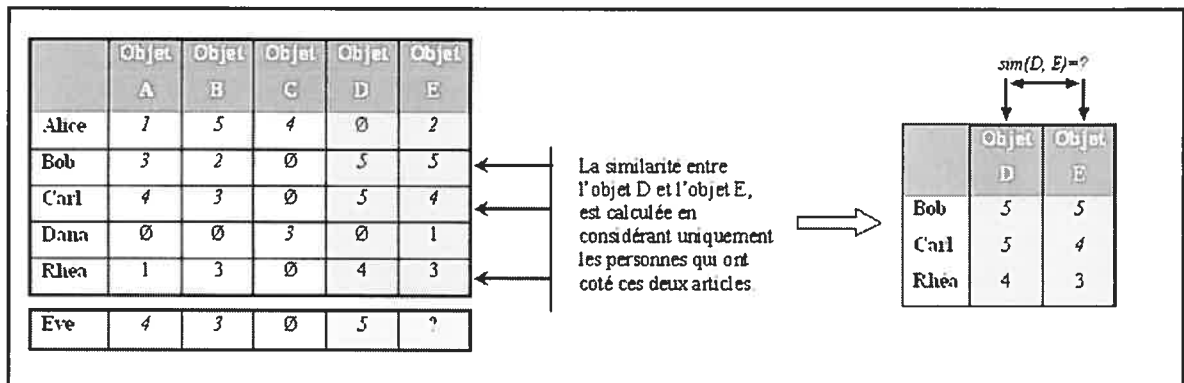 Objet Objet Objet Objet Objet
A B C D E
Alice 1 5 4 Ø 2
Bob 3 2 Ø 5 5
Carl 4 3 Ø 5 4
Dana Ø Ø 3 Ø 1
Rhea 1 3 Ø 4 3
Eve 4 3 Ø 5 ?
La similarité entre
l'objet D et l'objet E,
est calculée en
considérant uniquement
les personnes qui ont
coté ces deux articles.
sim(D, E)=?
Objet Objet
D E
Bob 5 5
Carl 5 4
Rhéa 4 3